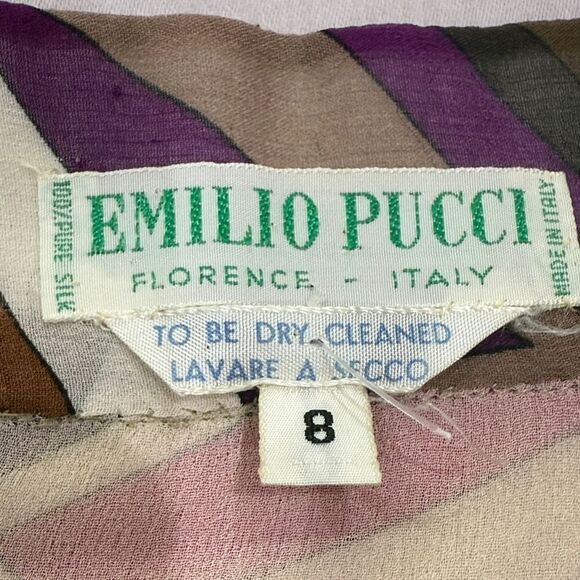 100% PURE SILK
EMILIO PUCCI
FLORENCE - ITALY
MADE IN ITALY
TO BE DRY CLEANED
LAVARE A SECCO
8